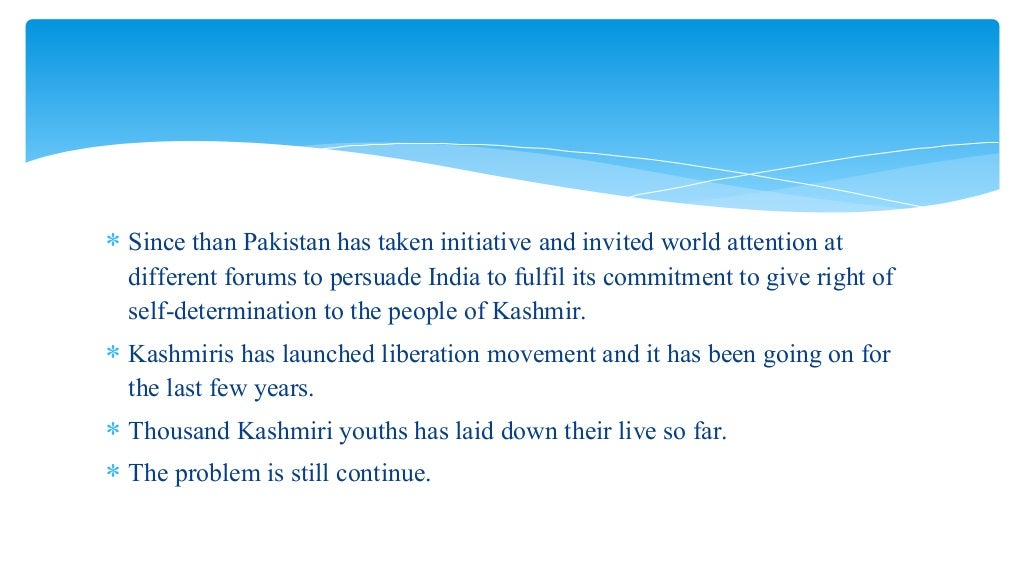 * Since than Pakistan has taken initiative and invited world attention at
different forums to persuade India to fulfil its commitment to give right of
self-determination to the people of Kashmir.
* Kashmiris has launched liberation movement and it has been going on for
the last few years.
* Thousand Kashmiri youths has laid down their live so far.
* The problem is still continue.